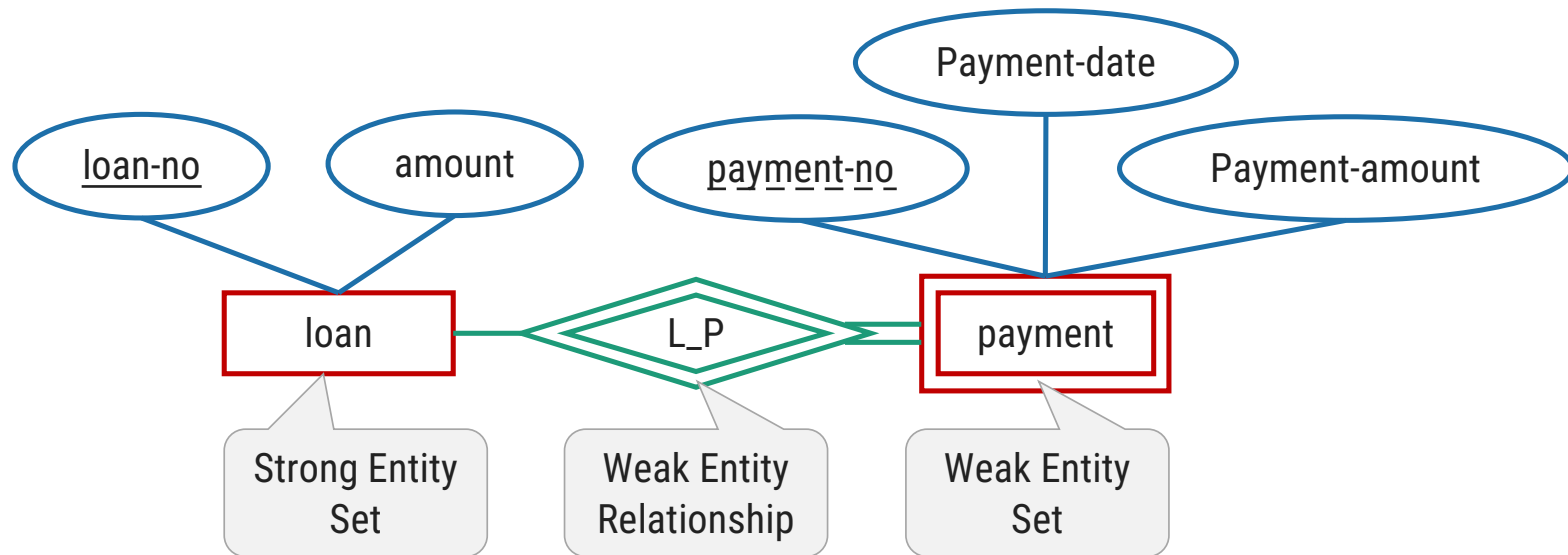 Payment-date
loan-no
amount
payment-no
Payment-amount
loan
L_P
payment
Strong Entity
Set
Weak Entity
Relationship
Weak Entity
Set